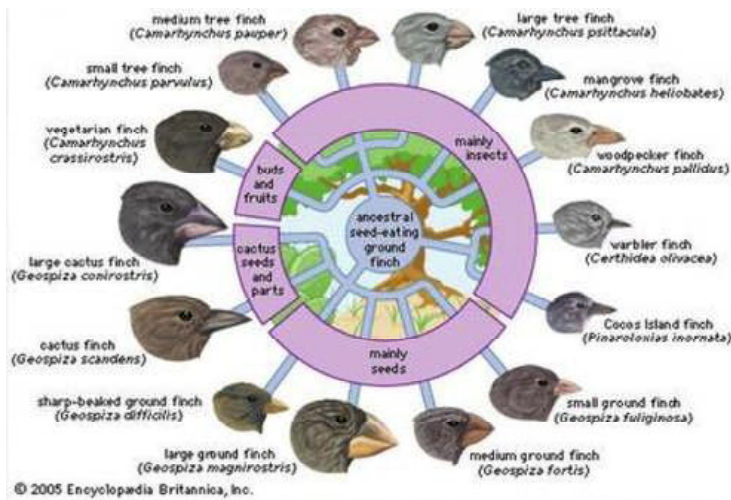 medium tree finch
(Camarhynchus pauper)
large tree finch
(Camarhynchus psittacula)
small tree finch
(Camarhynchus parvulus)
mangrove finch
(Camarhynchus heliobates)
vegetarian finch
(Camarhynchus
crassirostris)
mainly
insects
woodpecker finch
(Camarhynchus pallidus)
buds
and
fruits
ancestral
seed-eating
ground
finch
warbler finch
(Certhidea olivacea)
large cactus finch
(Geospiza conirostris)
cactus
seeds
and
parts
Cocos Island finch
(Pinaroloxias inornata)
cactus finch
(Geospiza scandens)
mainly
seeds
sharp-beaked ground finch
(Geospiza difficilis)
small ground finch
(Geospiza fuliginosa)
large ground finch
(Geospiza magnirostris)
medium ground finch
(Geospiza fortis)
© 2005 Encyclopædia Britannica, Inc.